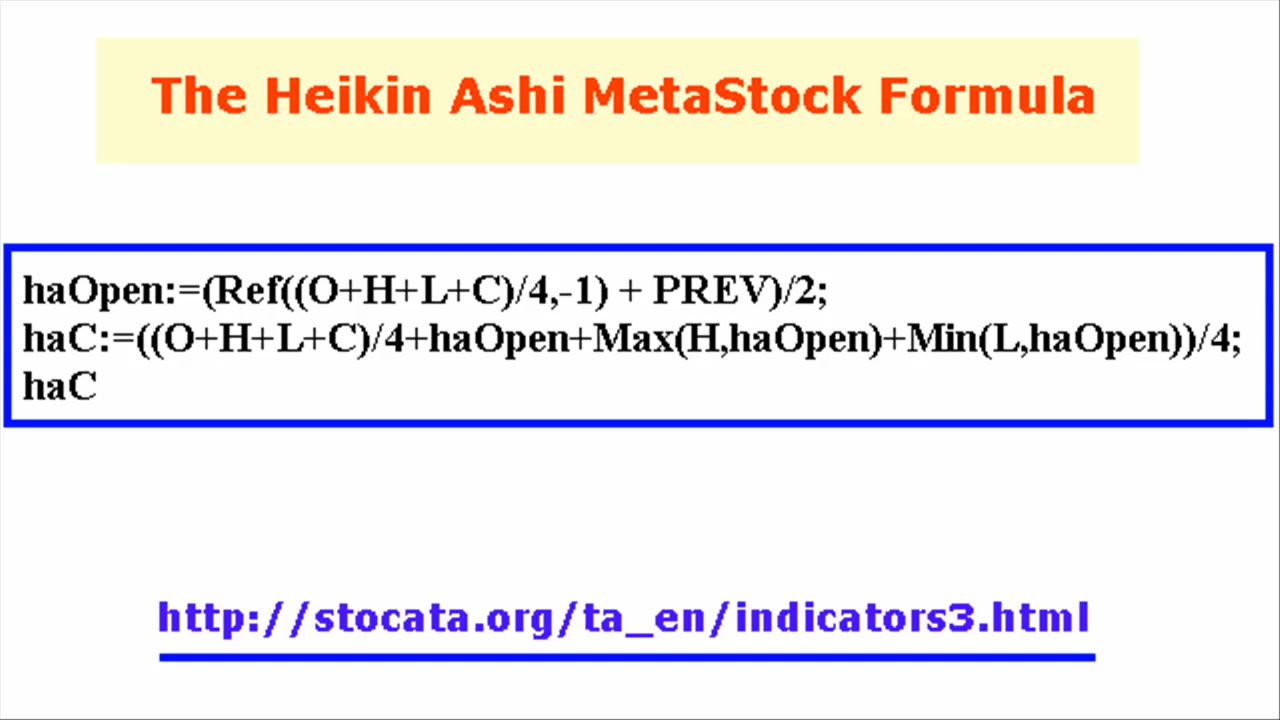 The Heikin Ashi MetaStock Formula
haOpen:=(Ref((O+H+L+C)/4,-1) + PREV)/2;
haC:=((O+H+L+C)/4+haOpen+Max(H,haOpen)+Min(L,haOpen))/4;
haC
http://stocata.org/ta_en/indicators3.html